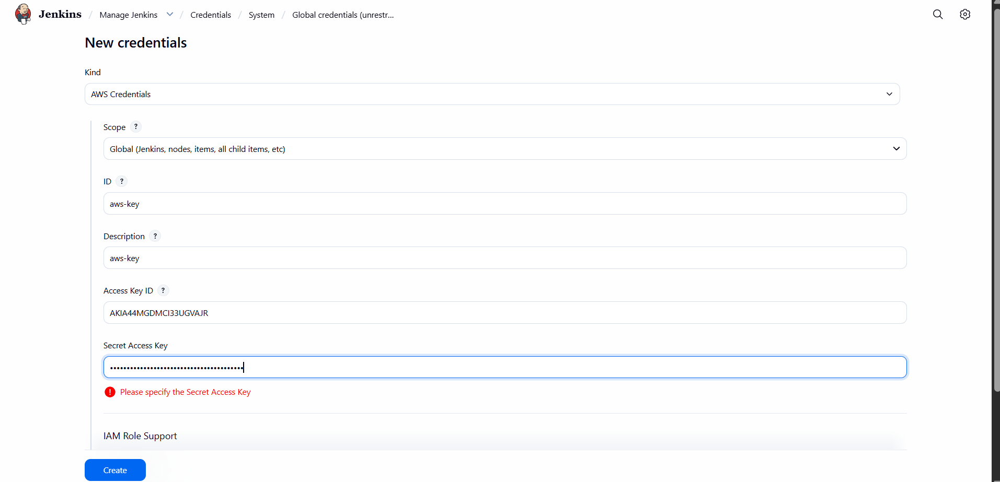 Jenkins / Manage Jenkins / Credentials / System / Global credentials (unrestr...
New credentials
Kind
AWS Credentials
Scope ?
Global (Jenkins, nodes, items, all child items, etc)
ID ?
aws-key
Description ?
aws-key
Access Key ID ?
AKIA44MGDMCI33UGVAJR
Secret Access Key
Please specify the Secret Access Key
IAM Role Support
Create